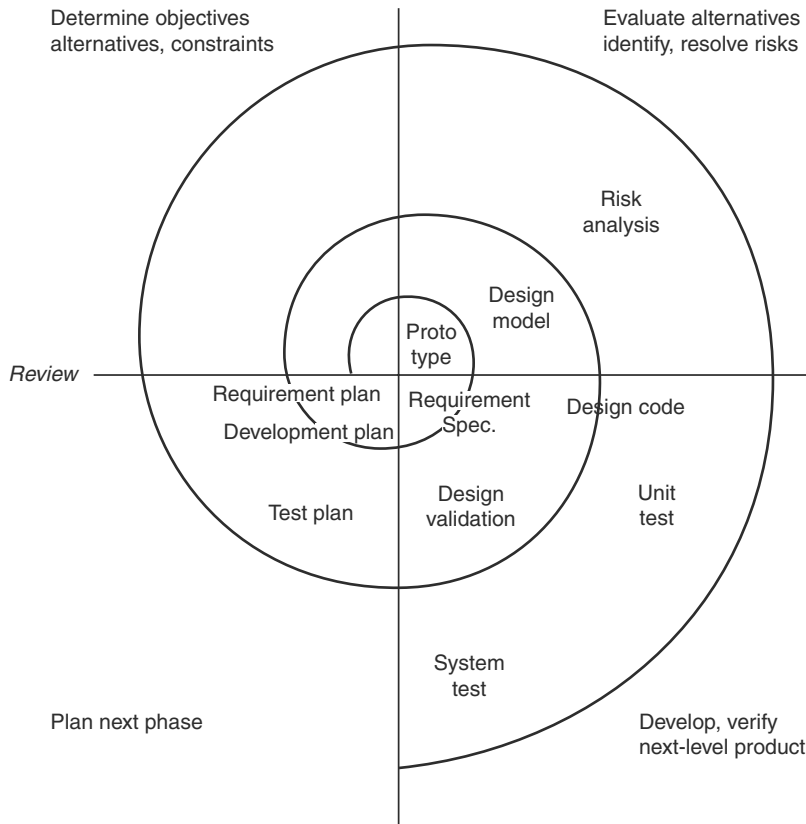 Determine objectives
alternatives, constraints
Evaluate alternatives
identify, resolve risks
Risk
analysis
Design
model
Proto
type
Review
Requirement plan
Requirement
Spec.
Design code
Development plan
Test plan
Design
validation
Unit
test
System
test
Plan next phase
Develop, verify
next-level product